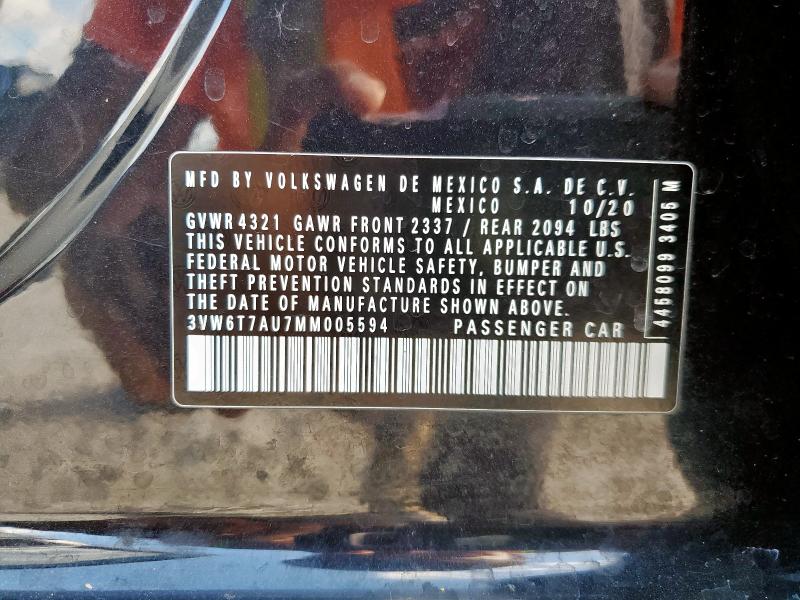 MFD BY VOLKSWAGEN DE MEXICO S.A. DE C.V.
MEXICO 10/20
GVWR 4321 GAWR FRONT 2337 / REAR 2094 LBS
THIS VEHICLE CONFORMS TO ALL APPLICABLE U.S.
FEDERAL MOTOR VEHICLE SAFETY, BUMPER AND
THEFT PREVENTION STANDARDS IN EFFECT ON
THE DATE OF MANUFACTURE SHOWN ABOVE.
3VW6T7AU7MM005594 PASSENGER CAR
4468099 3405 M